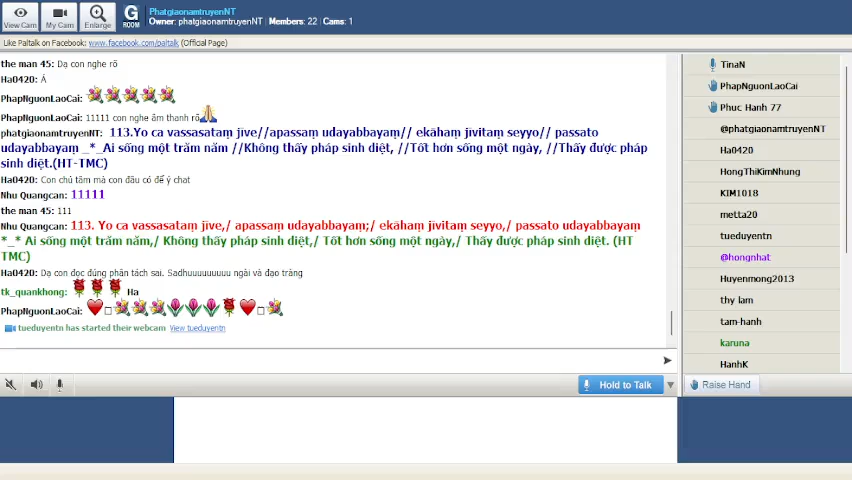 PhatgiaonamtruyenNT
Owner: phatgiaonamtruyenNT | Members: 22 | Cams: 1
View Cam
My Cam
Enlarge
G
ROOM
Like Paltalk on Facebook: www.facebook.com/paltalk (Official Page)
the man 45: Dạ con nghe rõ
Ha0420: Á
PhapNguonLaoCai:
PhapNguonLaoCai: 11111 con nghe âm thanh rõ
phatgiaonamtruyenNT: 113.Yo ca vassasataṃ jīve//apassaṃ udayabbayaṃ// ekāhaṃ jīvitaṃ seyyo// passato
udayabbayaṃ _*_Ai sống một trăm năm //Không thấy pháp sinh diệt, //Tốt hơn sống một ngày, //Thấy được pháp
sinh diệt.(HT-TMC)
Ha0420: Con chú tâm mà con đâu có để ý chat
Nhu Quangcan: 11111
the man 45: 111
Nhu Quangcan: 113. Yo ca vassasataṃ jīve,/ apassaṃ udayabbayaṃ;/ ekāhaṃ jīvitaṃ seyyo,/ passato udayabbayaṃ
*_* Ai sống một trăm năm,/ Không thấy pháp sinh diệt,/ Tốt hơn sống một ngày,/ Thấy được pháp sinh diệt. (HT
TMC)
Ha0420: Dạ con đọc đúng phân tách sai. Sadhuuuuuuuu ngài và đạo tràng
tk_quankhong: Ha
PhapNguonLaoCai:
tueduyentn has started their webcam View tueduyentn
Hold to Talk
TinaN
PhapNguonLaoCai
Phuc Hanh 77
@phatgiaonamtruyenNT
Ha0420
HongThiKimNhung
KIM1018
metta20
tueduyentn
@hongnhat
Huyenmong2013
thy lam
tam-hanh
karuna
HanhK
Raise Hand